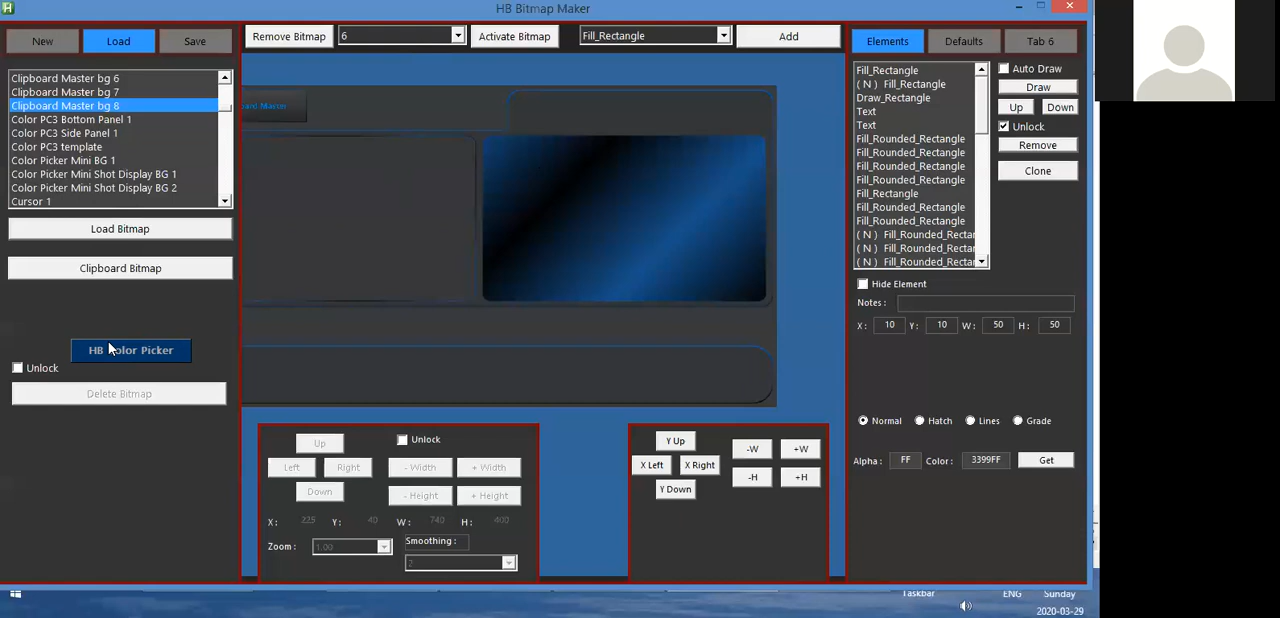 HB Bitmap Maker
New Load Save
Remove Bitmap 6 Activate Bitmap Fill_Rectangle Add
Elements Defaults Tab 6
Clipboard Master bg 6
Clipboard Master bg 7
Clipboard Master bg 8
Color PC3 Bottom Panel 1
Color PC3 Side Panel 1
Color PC3 template
Color Picker Mini BG 1
Color Picker Mini Shot Display BG 1
Color Picker Mini Shot Display BG 2
Cursor 1
Load Bitmap
Clipboard Bitmap
HB Color Picker
Unlock
Delete Bitmap
Master
Up
Unlock
Left Right - Width + Width
Down - Height + Height
X: 225 Y: 40 W: 740 H: 400
Zoom : 1.00 Smoothing :
2
Y Up
X Left X Right
Y Down
-W +W
-H +H
Fill_Rectangle
( N ) Fill_Rectangle
Draw_Rectangle
Text
Text
Fill_Rounded_Rectangle
Fill_Rounded_Rectangle
Fill_Rounded_Rectangle
Fill_Rounded_Rectangle
Fill_Rectangle
Fill_Rounded_Rectangle
Fill_Rounded_Rectangle
( N ) Fill_Rounded_Rectar
( N ) Fill_Rounded_Rectar
( N ) Fill_Rounded_Rectar
Auto Draw
Draw
Up Down
Unlock
Remove
Clone
Hide Element
Notes :
X: 10 Y: 10 W: 50 H: 50
Normal Hatch Lines Grade
Alpha : FF Color : 3399FF Get
Taskbar ENG Sunday
2020-03-29